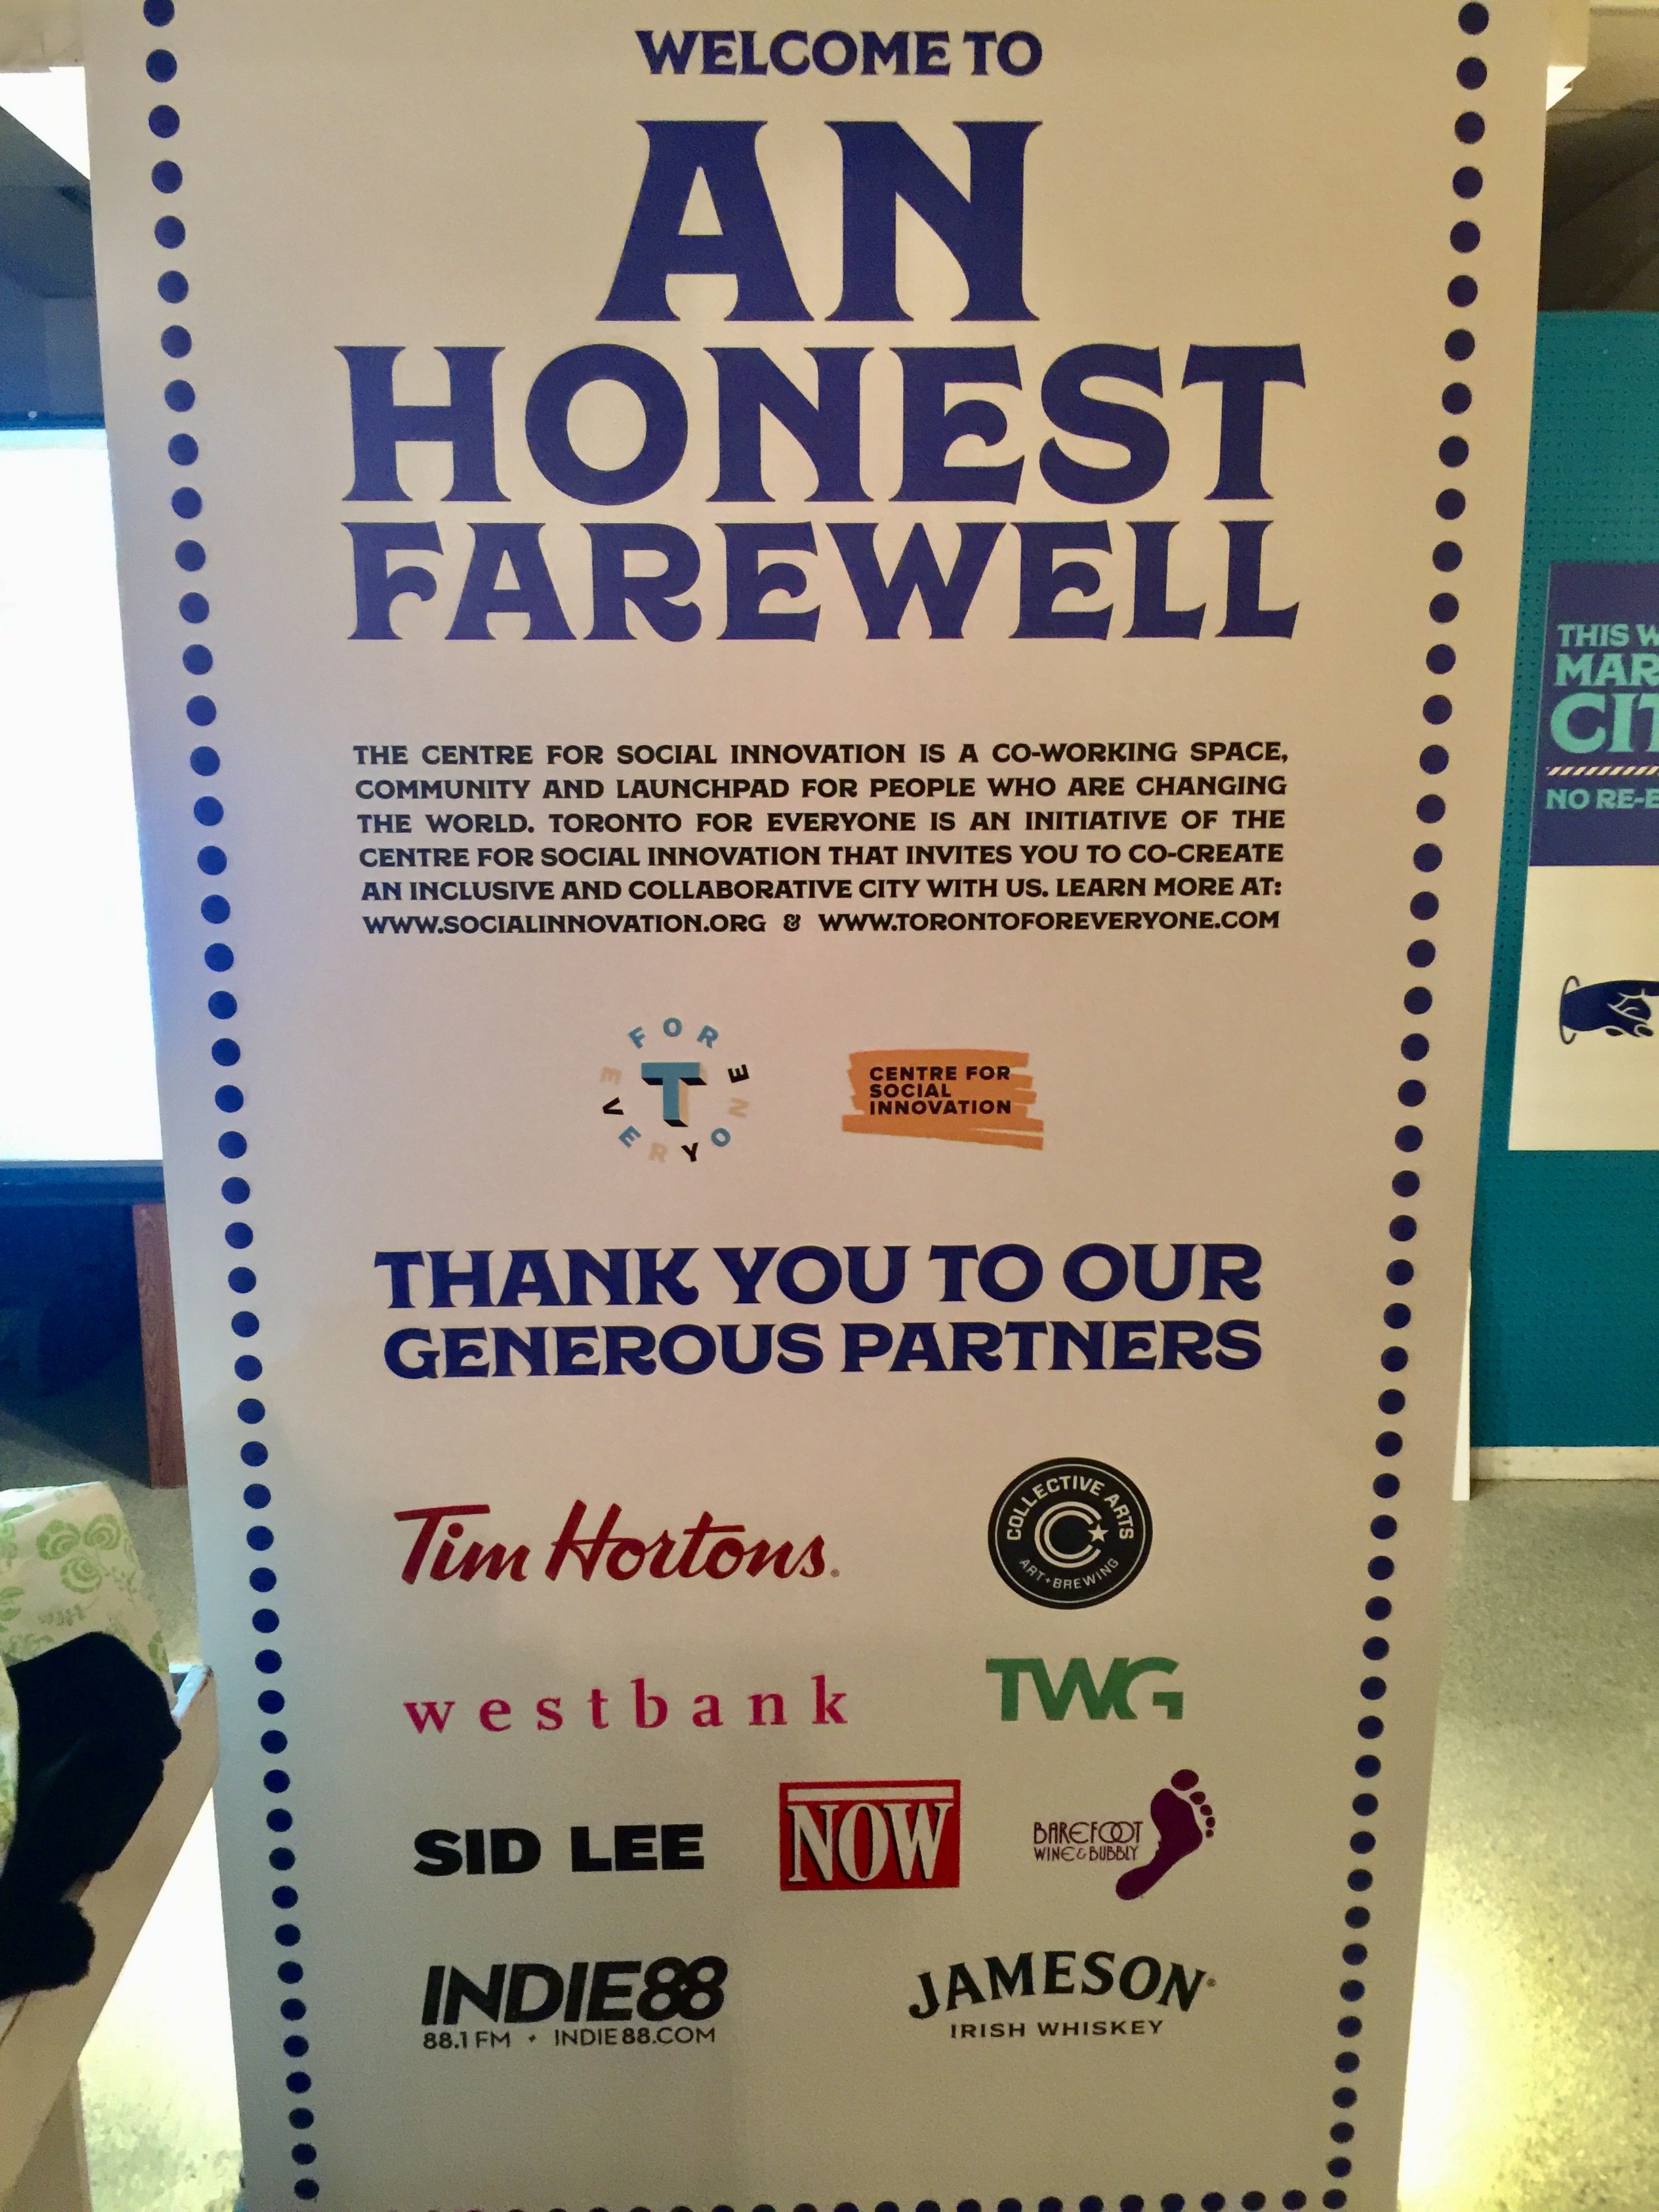 WELCOME TO
AN
HONEST
FAREWELL
THE CENTRE FOR SOCIAL INNOVATION IS A CO-WORKING SPACE,
COMMUNITY AND LAUNCHPAD FOR PEOPLE WHO ARE CHANGING
THE WORLD. TORONTO FOR EVERYONE IS AN INITIATIVE OF THE
CENTRE FOR SOCIAL INNOVATION THAT INVITES YOU TO CO-CREATE
AN INCLUSIVE AND COLLABORATIVE CITY WITH US. LEARN MORE AT:
WWW.SOCIALINNOVATION.ORG & WWW.TORONTOFOREVERYONE.COM
T
FOR
EVERYONE
CENTRE FOR
SOCIAL
INNOVATION
THANK YOU TO OUR
GENEROUS PARTNERS
Tim Hortons®
COLLECTIVE ARTS
C
ART + BREWING
westbank
TWG
SID LEE
NOW
BAREFOOT
WINE & BUBBLY
INDIE88
88.1 FM • INDIE88.COM
JAMESON®
IRISH WHISKEY
THIS
NO